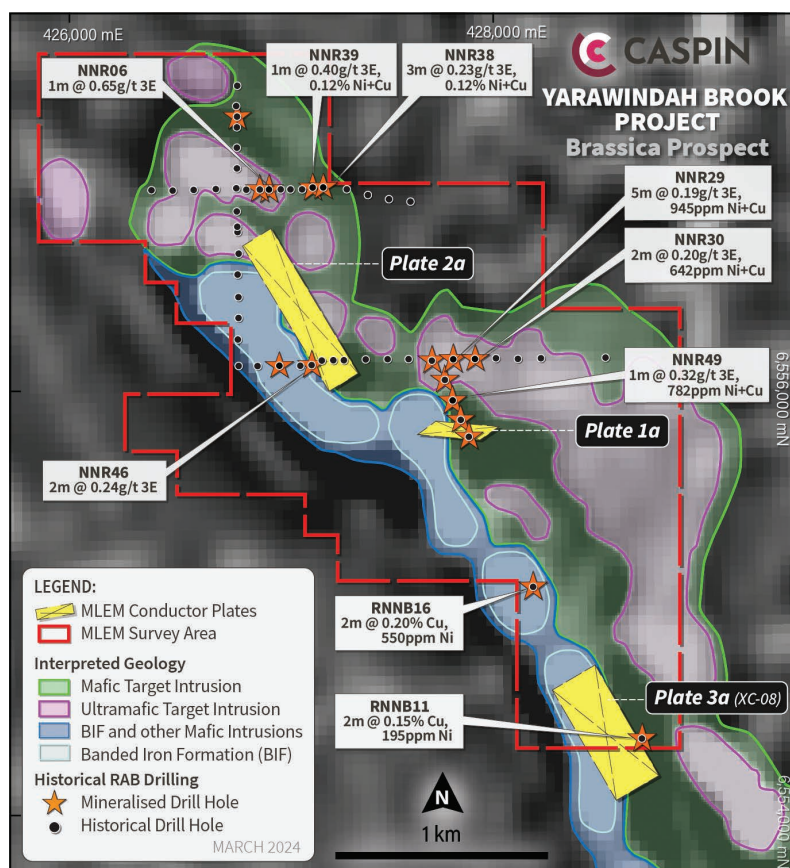 426,000 mE
428,000 mE
CASPIN
YARAWINDAH BROOK
PROJECT
Brassica Prospect
NNR06
1m @ 0.65g/t 3E
NNR39
1m @ 0.40g/t 3E,
0.12% Ni+Cu
NNR38
3m @ 0.23g/t 3E,
0.12% Ni+Cu
NNR29
5m @ 0.19g/t 3E,
945ppm Ni+Cu
NNR30
2m @ 0.20g/t 3E,
642ppm Ni+Cu
Plate 2a
NNR49
1m @ 0.32g/t 3E,
782ppm Ni+Cu
6,556,000 mN
Plate 1a
NNR46
2m @ 0.24g/t 3E
RNNB16
2m @ 0.20% Cu,
550ppm Ni
RNNB11
2m @ 0.15% Cu,
195ppm Ni
Plate 3a (XC-08)
6,554,000 mN
LEGEND:
MLEM Conductor Plates
MLEM Survey Area
Interpreted Geology
Mafic Target Intrusion
Ultramafic Target Intrusion
BIF and other Mafic Intrusions
Banded Iron Formation (BIF)
Historical RAB Drilling
Mineralised Drill Hole
Historical Drill Hole
MARCH 2024
N
1 km